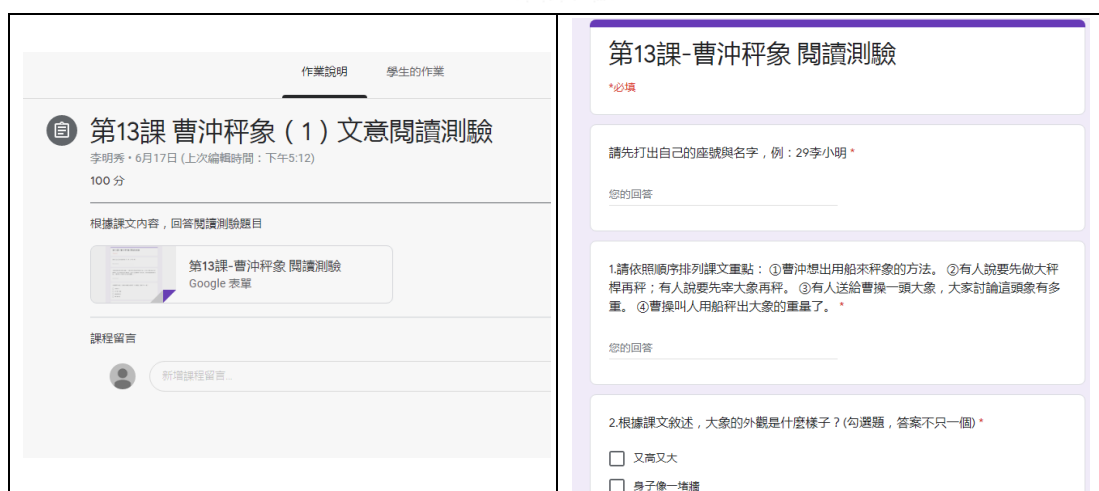 作業說明
學生的作業
第13課 曹沖秤象（1）文意閱讀測驗
李明秀・6月17日 (上次編輯時間：下午5:12)
100 分
根據課文內容，回答閱讀測驗題目
第13課-曹沖秤象 閱讀測驗
Google 表單
課程留言
新增課程留言...
第13課-曹沖秤象 閱讀測驗
*必填
請先打出自己的座號與名字，例：29李小明 *
您的回答
1.請依照順序排列課文重點： ①曹沖想出用船來秤象的方法。 ②有人說要先做大秤
桿再秤；有人說要先宰大象再秤。 ③有人送給曹操一頭大象，大家討論這頭象有多
重。 ④曹操叫人用船秤出大象的重量了。 *
您的回答
2.根據課文敘述，大象的外觀是什麼樣子？(勾選題，答案不只一個) *
又高又大
身子像一堵牆